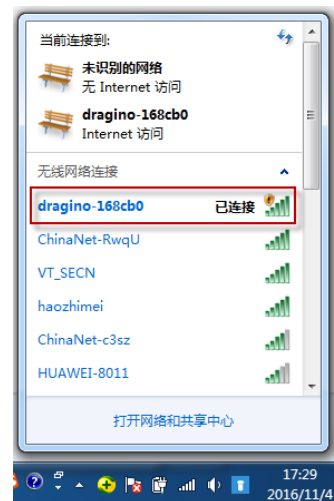 当前连接到:
未识别的网络
无 Internet 访问
dragino-168cb0
Internet 访问
无线网络连接
dragino-168cb0 已连接
ChinaNet-RwqU
VT_SECN
haozhimei
ChinaNet-c3sz
HUAWEI-8011
打开网络和共享中心
17:29
2016/11/4